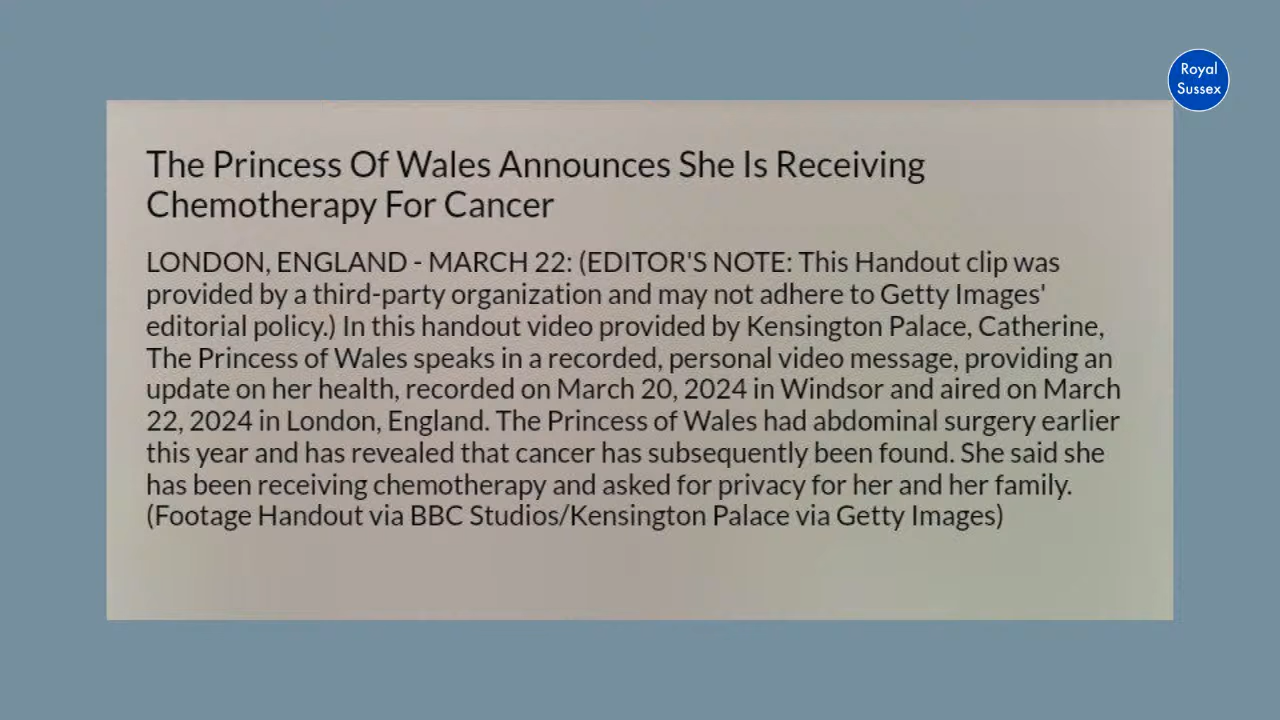 Royal
Sussex
The Princess Of Wales Announces She Is Receiving
Chemotherapy For Cancer
LONDON, ENGLAND - MARCH 22: (EDITOR'S NOTE: This Handout clip was
provided by a third-party organization and may not adhere to Getty Images'
editorial policy.) In this handout video provided by Kensington Palace, Catherine,
The Princess of Wales speaks in a recorded, personal video message, providing an
update on her health, recorded on March 20, 2024 in Windsor and aired on March
22, 2024 in London, England. The Princess of Wales had abdominal surgery earlier
this year and has revealed that cancer has subsequently been found. She said she
has been receiving chemotherapy and asked for privacy for her and her family.
(Footage Handout via BBC Studios/Kensington Palace via Getty Images)